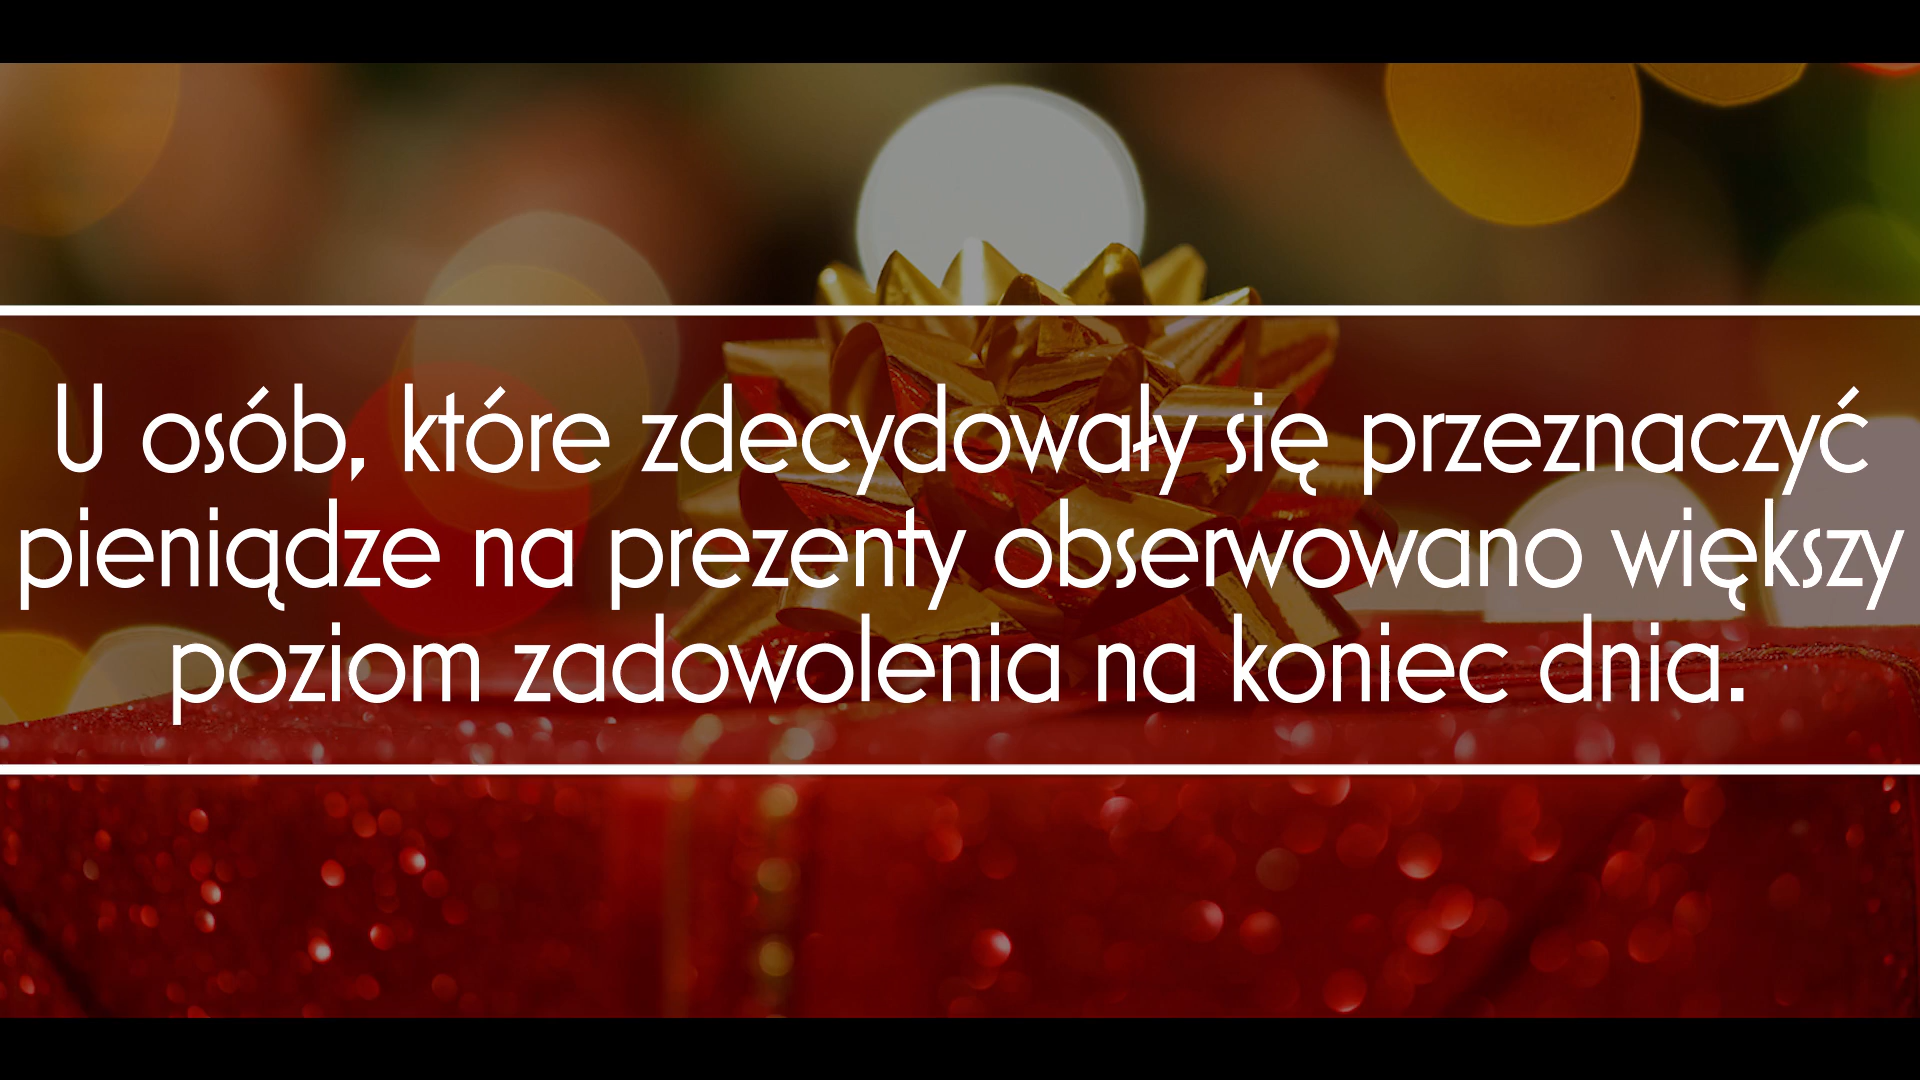 U osób, które zdecydowały się przeznaczyć
pieniądze na prezenty obserwowano większy
poziom zadowolenia na koniec dnia.